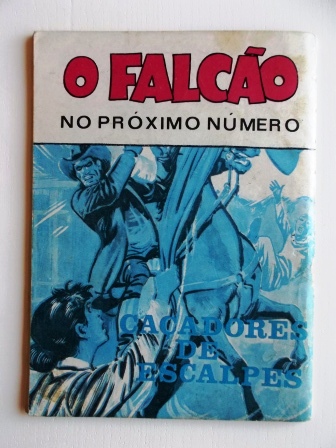 O FALCÃO
NO PRÓXIMO NÚMERO
CAÇADORES
DE
ESCALPES